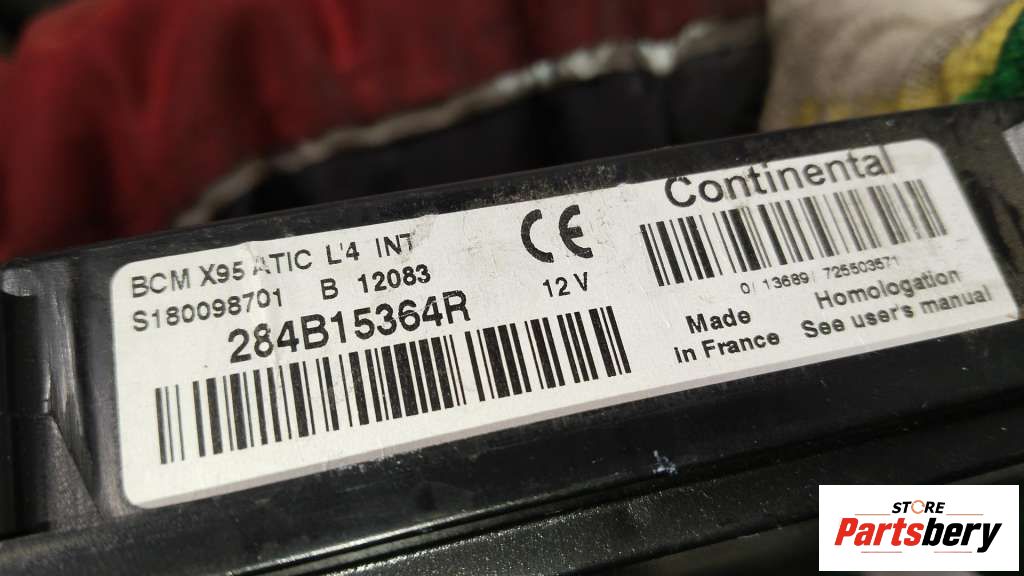 BCM X95 ATIC L'4 INT
S180098701 B 12083
284B15364R
CE
12V
Continental
0/ 13689/ 725503571
Made
in France
Homologation
See user's manual
STORE
Partsbery